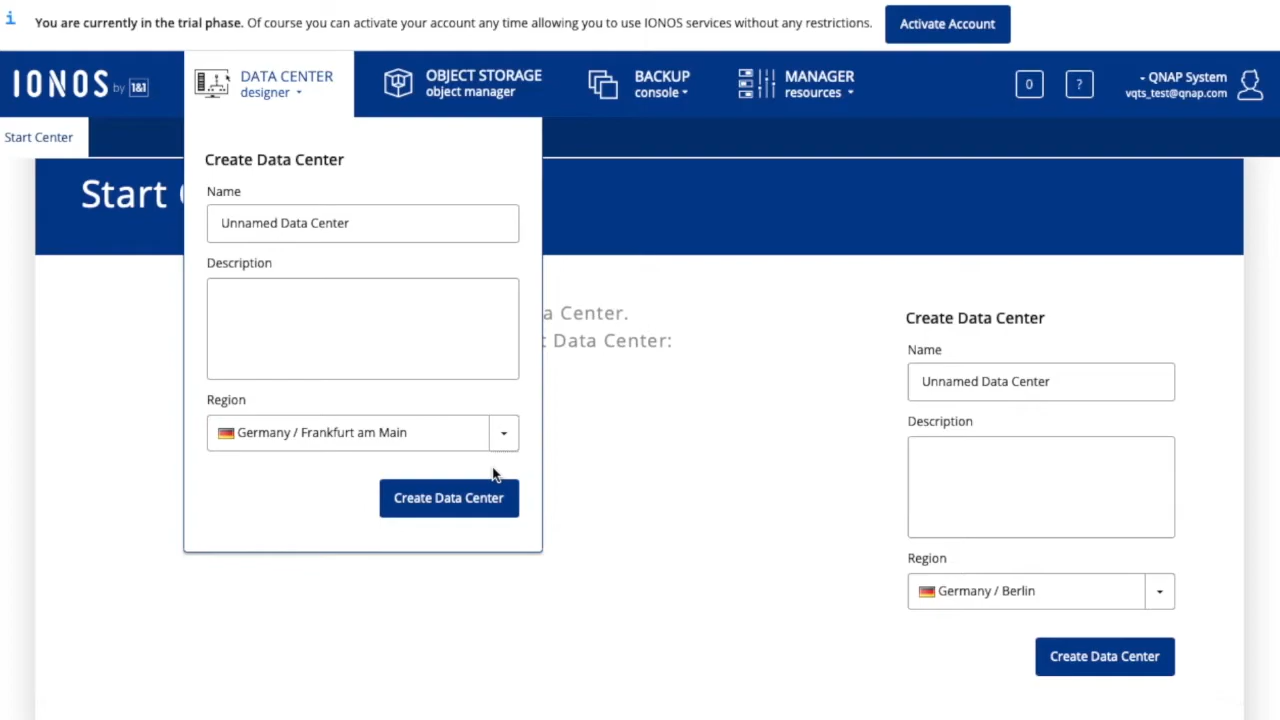 i You are currently in the trial phase. Of course you can activate your account any time allowing you to use IONOS services without any restrictions. Activate Account
IONOS by 1&1
DATA CENTER
designer
OBJECT STORAGE
object manager
BACKUP
console
MANAGER
resources
0
?
- QNAP System
vqts_test@qnap.com
Start Center
Start
Create Data Center
Name
Unnamed Data Center
Description
Region
Germany / Frankfurt am Main
Create Data Center
a Center.
Data Center:
Create Data Center
Name
Unnamed Data Center
Description
Region
Germany / Berlin
Create Data Center